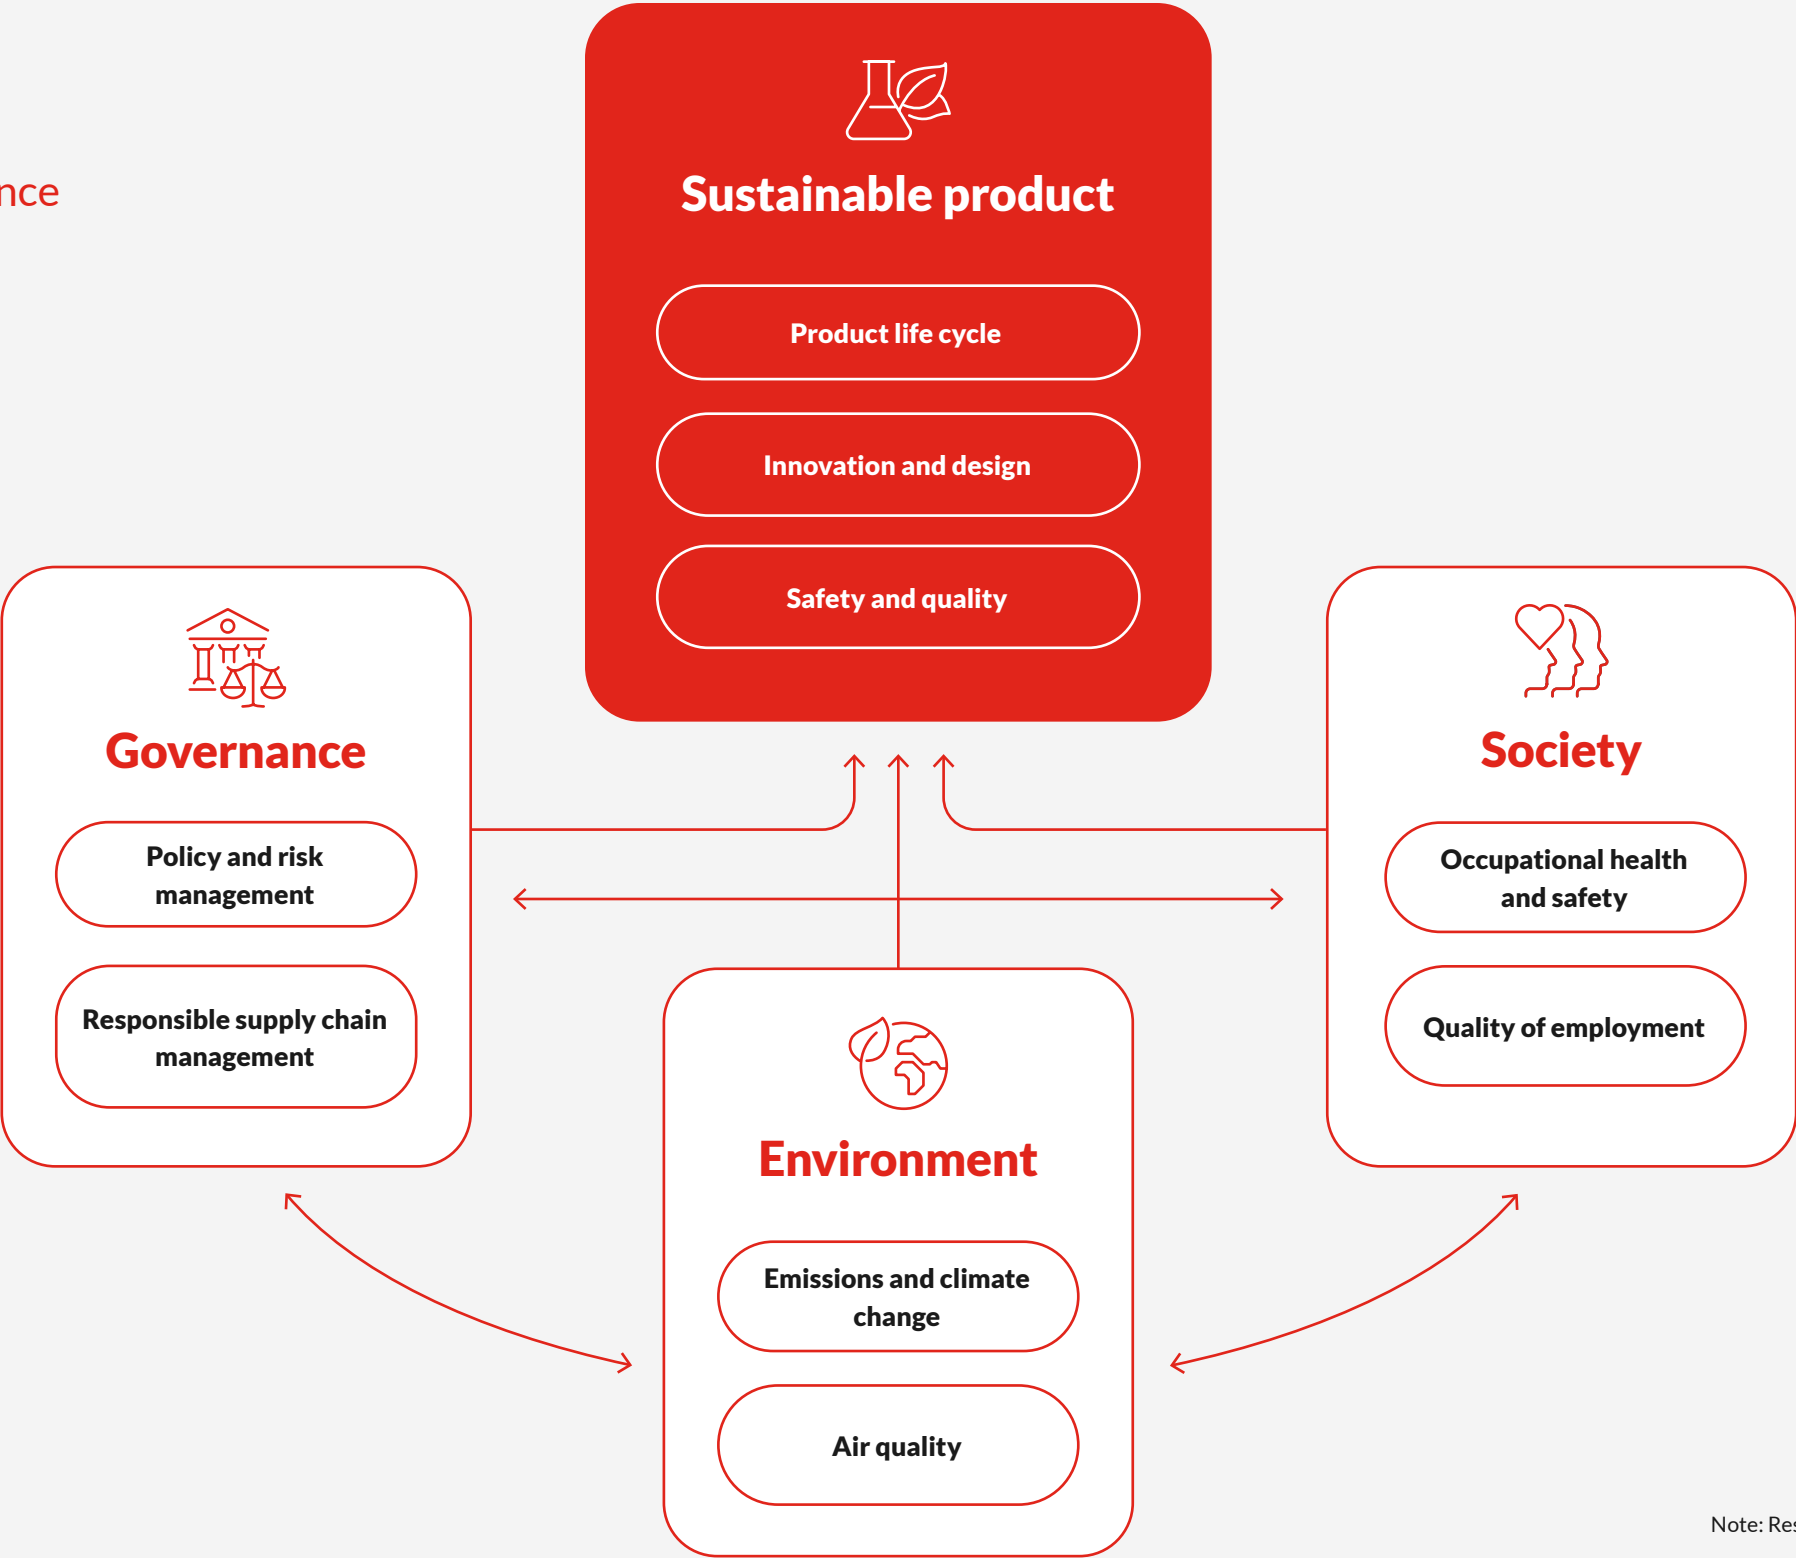 nce
Sustainable product
Product life cycle
Innovation and design
Safety and quality
Governance
Policy and risk
management
Responsible supply chain
management
Society
Occupational health
and safety
Quality of employment
Environment
Emissions and climate
change
Air quality
Note: Res